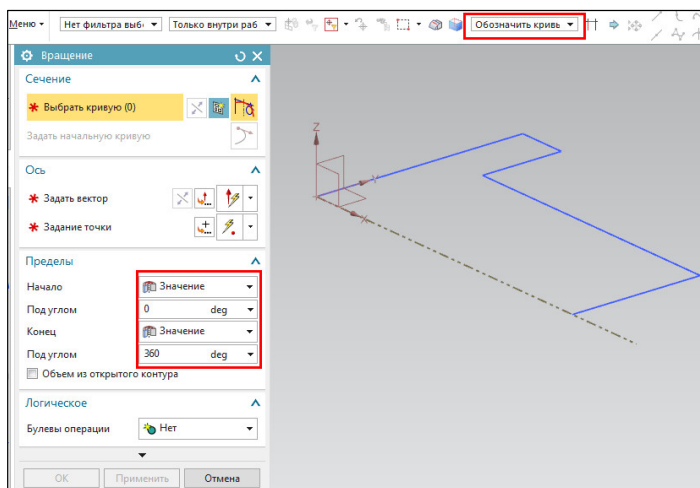 Меню Нет фильтра выб Только внутри раб Обозначить кривь
Вращение
Сечение
Выбрать кривую (0)
Задать начальную кривую
Ось
Задать вектор
Задание точки
Пределы
Начало Значение
Под углом 0 deg
Конец Значение
Под углом 360 deg
Объем из открытого контура
Логическое
Булевы операции Нет
ОК Применить Отмена
Z
Y
X